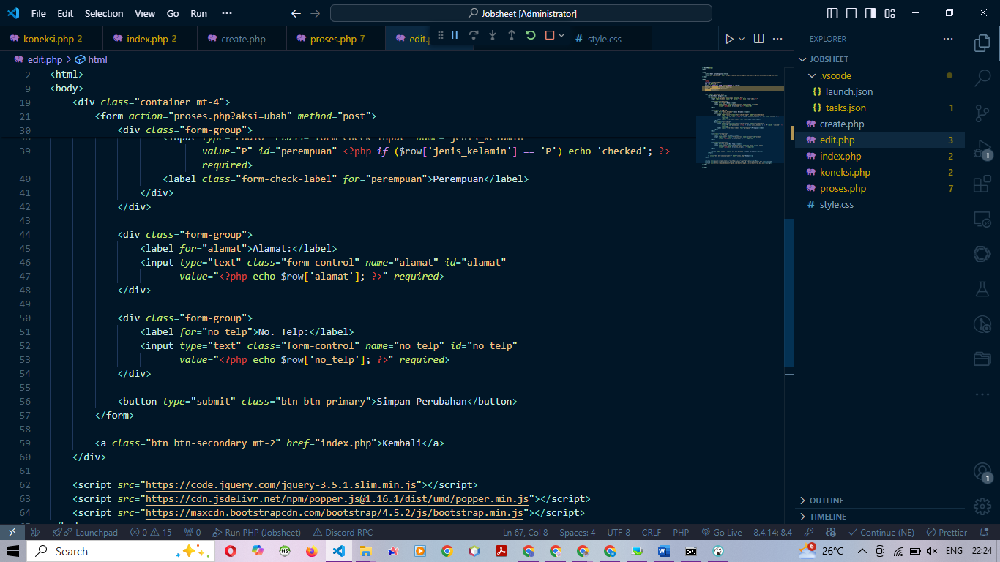 File Edit Selection View Go Run ··· Jobsheet [Administrator]
koneksi.php 2 index.php 2 create.php proses.php 7 edit. style.css
edit.php > html
2 <html>
9 <body>
19 <div class="container mt-4">
21 <form action="proses.php?aksi=ubah" method="post">
30 <div class="form-group">
38 <input type="radio" class="form-check-input" name="jenis_kelamin"
39 value="P" id="perempuan" <?php if ($row['jenis_kelamin'] == 'P') echo 'checked'; ?>
required>
40 <label class="form-check-label" for="perempuan">Perempuan</label>
41 </div>
42 </div>
43
44 <div class="form-group">
45 <label for="alamat">Alamat:</label>
46 <input type="text" class="form-control" name="alamat" id="alamat"
47 value="<?php echo $row['alamat']; ?>" required>
48 </div>
49
50 <div class="form-group">
51 <label for="no_telp">No. Telp:</label>
52 <input type="text" class="form-control" name="no_telp" id="no_telp"
53 value="<?php echo $row['no_telp']; ?>" required>
54 </div>
55
56 <button type="submit" class="btn btn-primary">Simpan Perubahan</button>
57 </form>
58
59 <a class="btn btn-secondary mt-2" href="index.php">Kembali</a>
60 </div>
61
62 <script src="https://code.jquery.com/jquery-3.5.1.slim.min.js"></script>
63 <script src="https://cdn.jsdelivr.net/npm/popper.js@1.16.1/dist/umd/popper.min.js"></script>
64 <script src="https://maxcdn.bootstrapcdn.com/bootstrap/4.5.2/js/bootstrap.min.js"></script>
EXPLORER
JOBSHEET
.vscode
launch.json
tasks.json 1
create.php
edit.php 3
index.php 2
koneksi.php 2
proses.php 7
style.css
OUTLINE
TIMELINE
1
1
Launchpad 0 15 0 Run PHP (Jobsheet) Discord RPC Ln 67, Col 8 Spaces: 4 UTF-8 CRLF PHP Go Live 8.4.14: 8.4 Continue (NE) Prettier
Search 6 26°C ENG 22:24